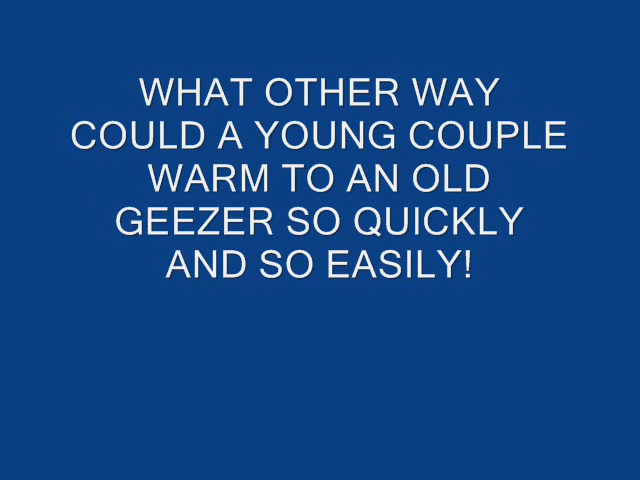 WHAT OTHER WAY
COULD A YOUNG COUPLE
WARM TO AN OLD
GEEZER SO QUICKLY
AND SO EASILY!